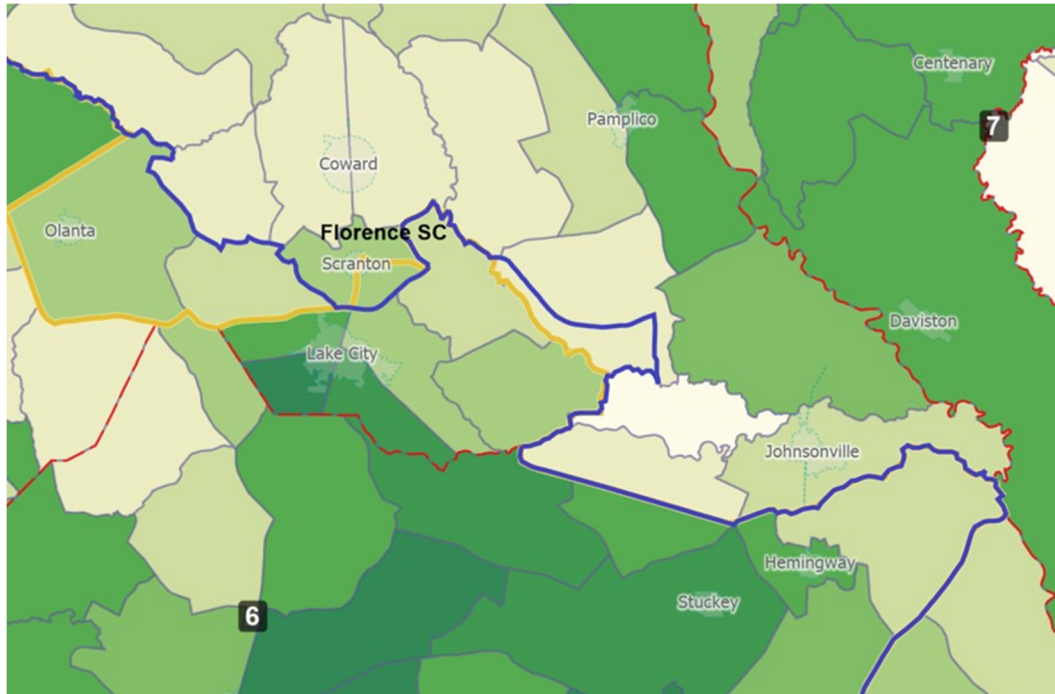 Centenary
Pamplico
7
Coward
Olanta
Florence SC
Scranton
Daviston
Lake City
Johnsonville
Hemingway
Stuckey
6